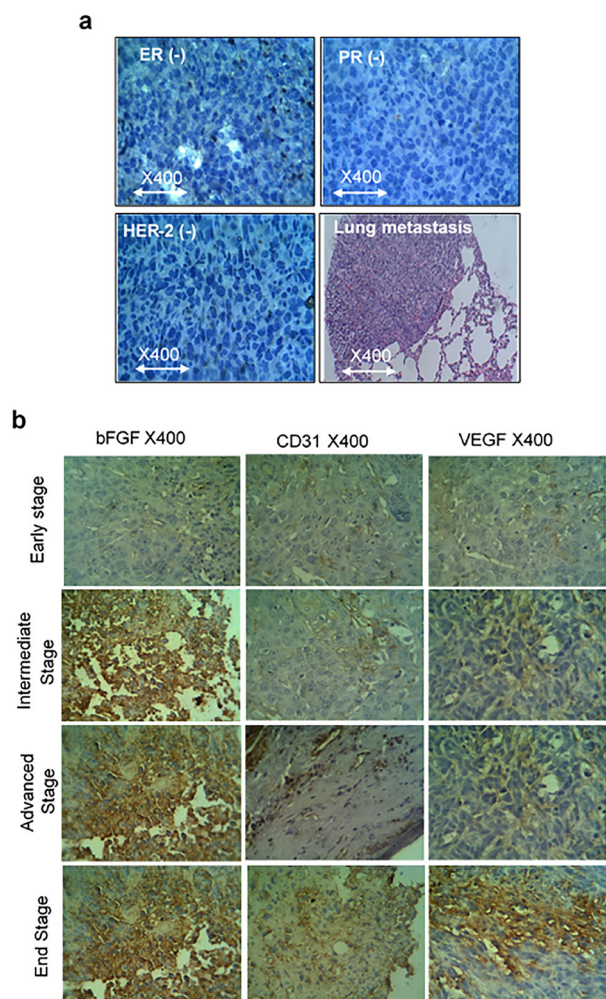 a
ER (-)
PR (-)
X400
X400
HER-2 (-)
Lung metastasis
X400
X400
b
bFGF X400
CD31 X400
VEGF X400
Early stage
Intermediate
Stage
Advanced
Stage
End Stage